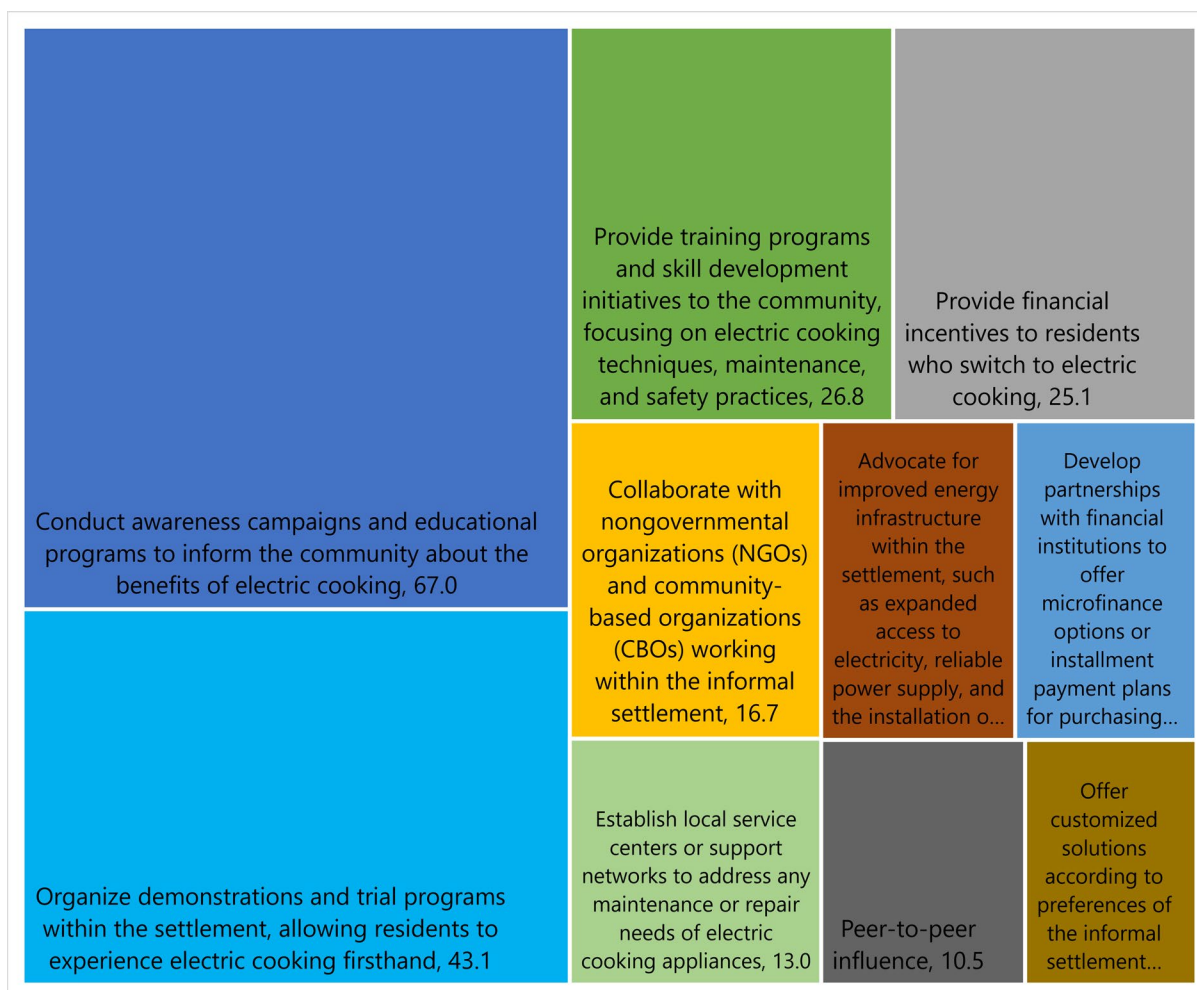 Conduct awareness campaigns and educational
programs to inform the community about the
benefits of electric cooking, 67.0
Organize demonstrations and trial programs
within the settlement, allowing residents to
experience electric cooking firsthand, 43.1
Provide training programs
and skill development
initiatives to the community,
focusing on electric cooking
techniques, maintenance,
and safety practices, 26.8
Provide financial
incentives to residents
who switch to electric
cooking, 25.1
Collaborate with
nongovernmental
organizations (NGOs)
and community-
based organizations
(CBOs) working
within the informal
settlement, 16.7
Advocate for
improved energy
infrastructure
within the
settlement, such
as expanded
access to
electricity, reliable
power supply, and
the installation o...
Develop
partnerships
with financial
institutions to
offer
microfinance
options or
installment
payment plans
for purchasing...
Establish local service
centers or support
networks to address any
maintenance or repair
needs of electric
cooking appliances, 13.0
Peer-to-peer
influence, 10.5
Offer
customized
solutions
according to
preferences of
the informal
settlement...